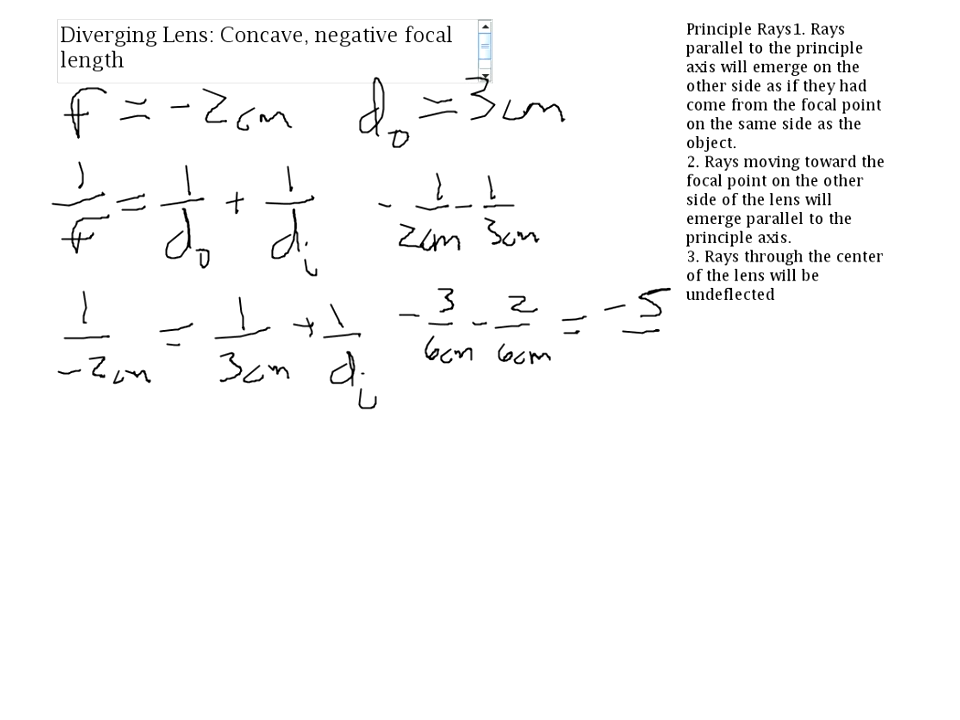 Diverging Lens: Concave, negative focal
length
f = -2cm   d₀ = 3cm
1/f = 1/d₀ + 1/dᵢ   -1/2cm - 1/3cm
1/-2cm = 1/3cm + 1/dᵢ   -3/6cm - 2/6cm = -5/
Principle Rays1. Rays
parallel to the principle
axis will emerge on the
other side as if they had
come from the focal point
on the same side as the
object.
2. Rays moving toward the
focal point on the other
side of the lens will
emerge parallel to the
principle axis.
3. Rays through the center
of the lens will be
undeflected